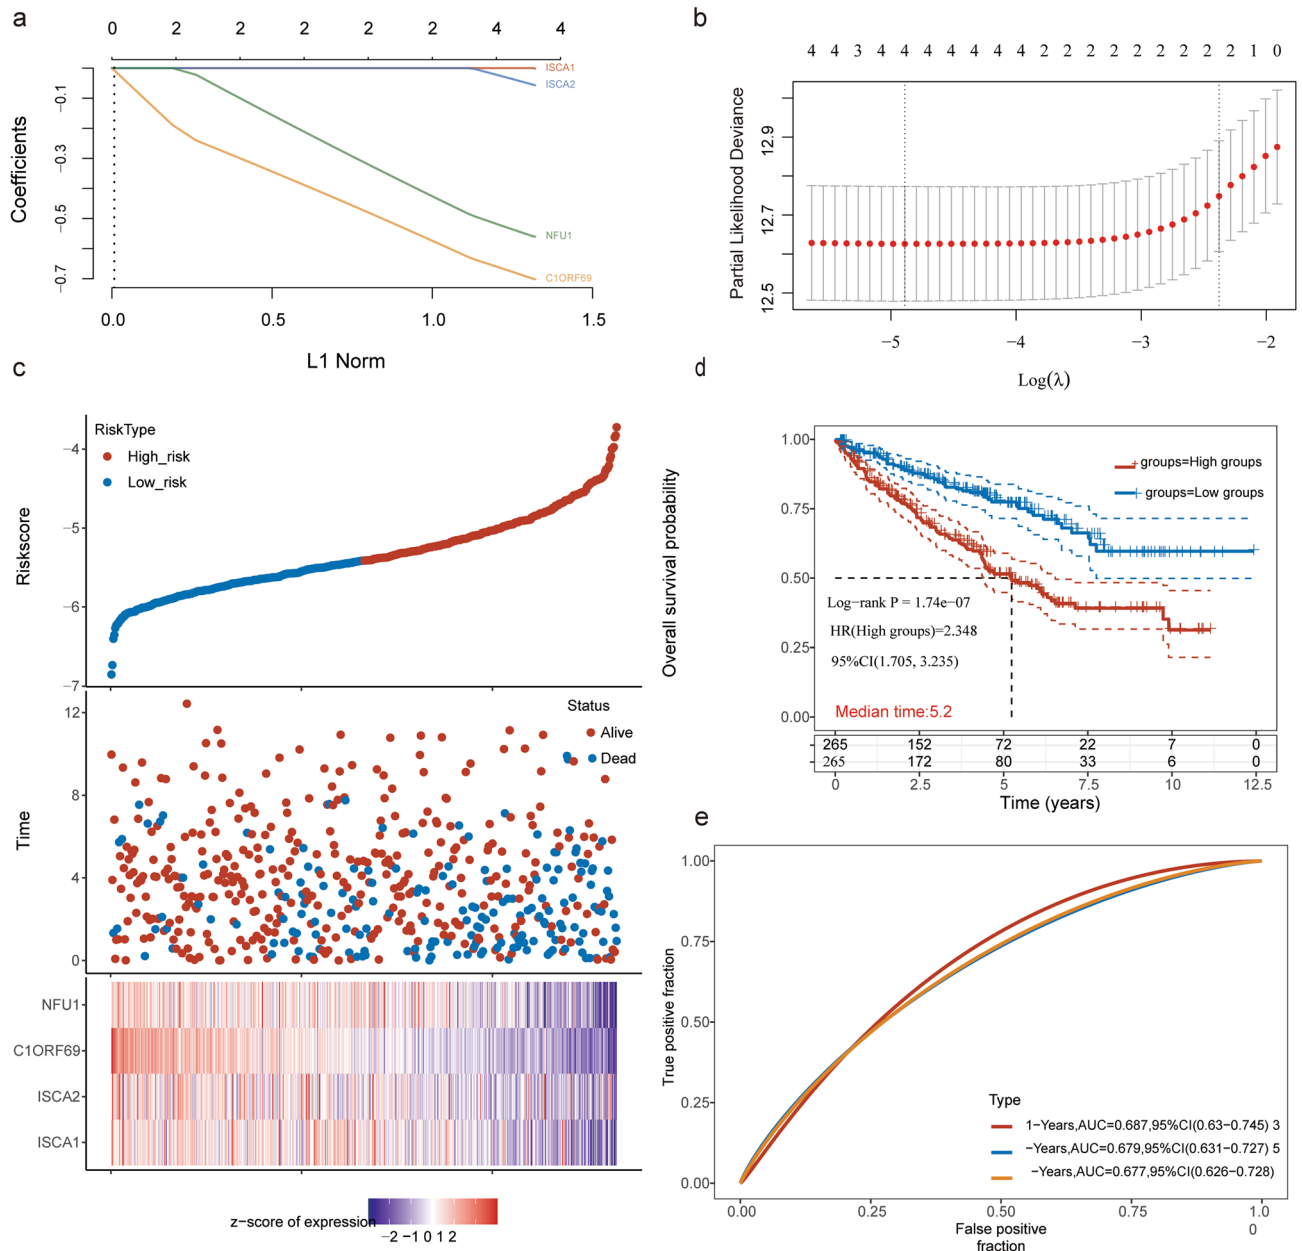 a
0 2 2 2 2 4 4
Coefficients
−0.1
−0.3
−0.5
−0.7
ISCA1
ISCA2
NFU1
C1ORF69
0.0 0.5 1.0 1.5
L1 Norm
b
4 4 3 4 4 4 4 4 4 4 2 2 2 2 2 2 2 2 2 1 0
Partial Likelihood Deviance
12.9
12.7
12.5
−5 −4 −3 −2
Log(λ)
c
RiskType
High_risk
Low_risk
Riskscore
−4
−5
−6
−7
Status
Alive
Dead
Time
12
8
4
0
NFU1
C1ORF69
ISCA2
ISCA1
z−score of expression
−2 −1 0 1 2
d
Overall survival probability
1.00
0.75
0.50
0.25
0.00
groups=High groups
groups=Low groups
Log−rank P = 1.74e−07
HR(High groups)=2.348
95%CI(1.705, 3.235)
Median time:5.2
265 152 72 22 7 0
265 172 80 33 6 0
0 2.5 5 7.5 10 12.5
Time (years)
e
True positive fraction
1.00
0.75
0.50
0.25
0.00
Type
1−Years,AUC=0.687,95%CI(0.63−0.745) 3
−Years,AUC=0.679,95%CI(0.631−0.727) 5
−Years,AUC=0.677,95%CI(0.626−0.728)
0.00 0.25 0.50 0.75 1.0
0
False positive
fraction